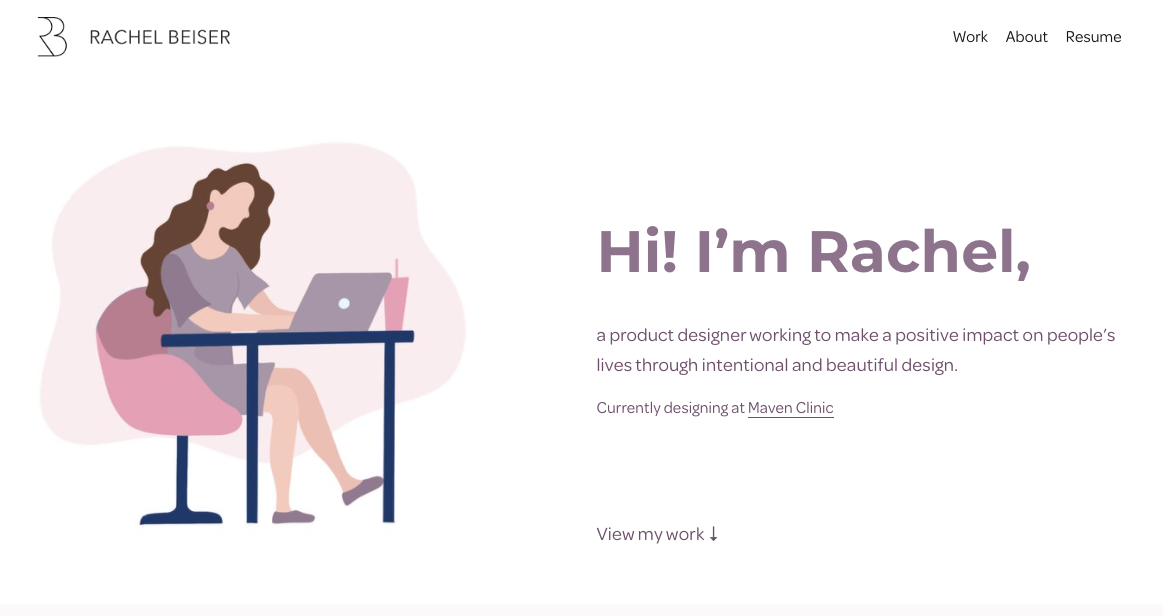 RACHEL BEISER
Work About Resume
Hi! I’m Rachel,
a product designer working to make a positive impact on people’s
lives through intentional and beautiful design.
Currently designing at Maven Clinic
View my work ↓